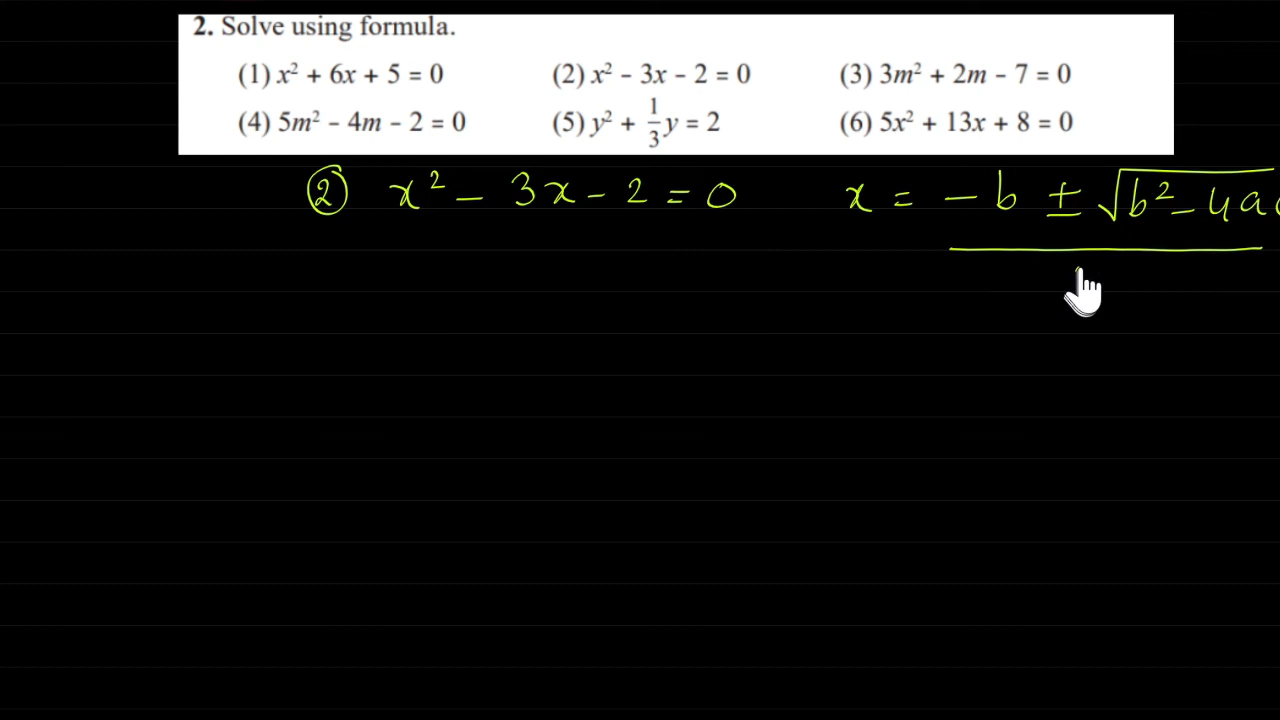 2. Solve using formula.
(1) x² + 6x + 5 = 0 (2) x² – 3x – 2 = 0 (3) 3m² + 2m – 7 = 0
(4) 5m² – 4m – 2 = 0 (5) y² + 1/3 y = 2 (6) 5x² + 13x + 8 = 0
② x² – 3x – 2 = 0 x = – b ± √b² – 4a